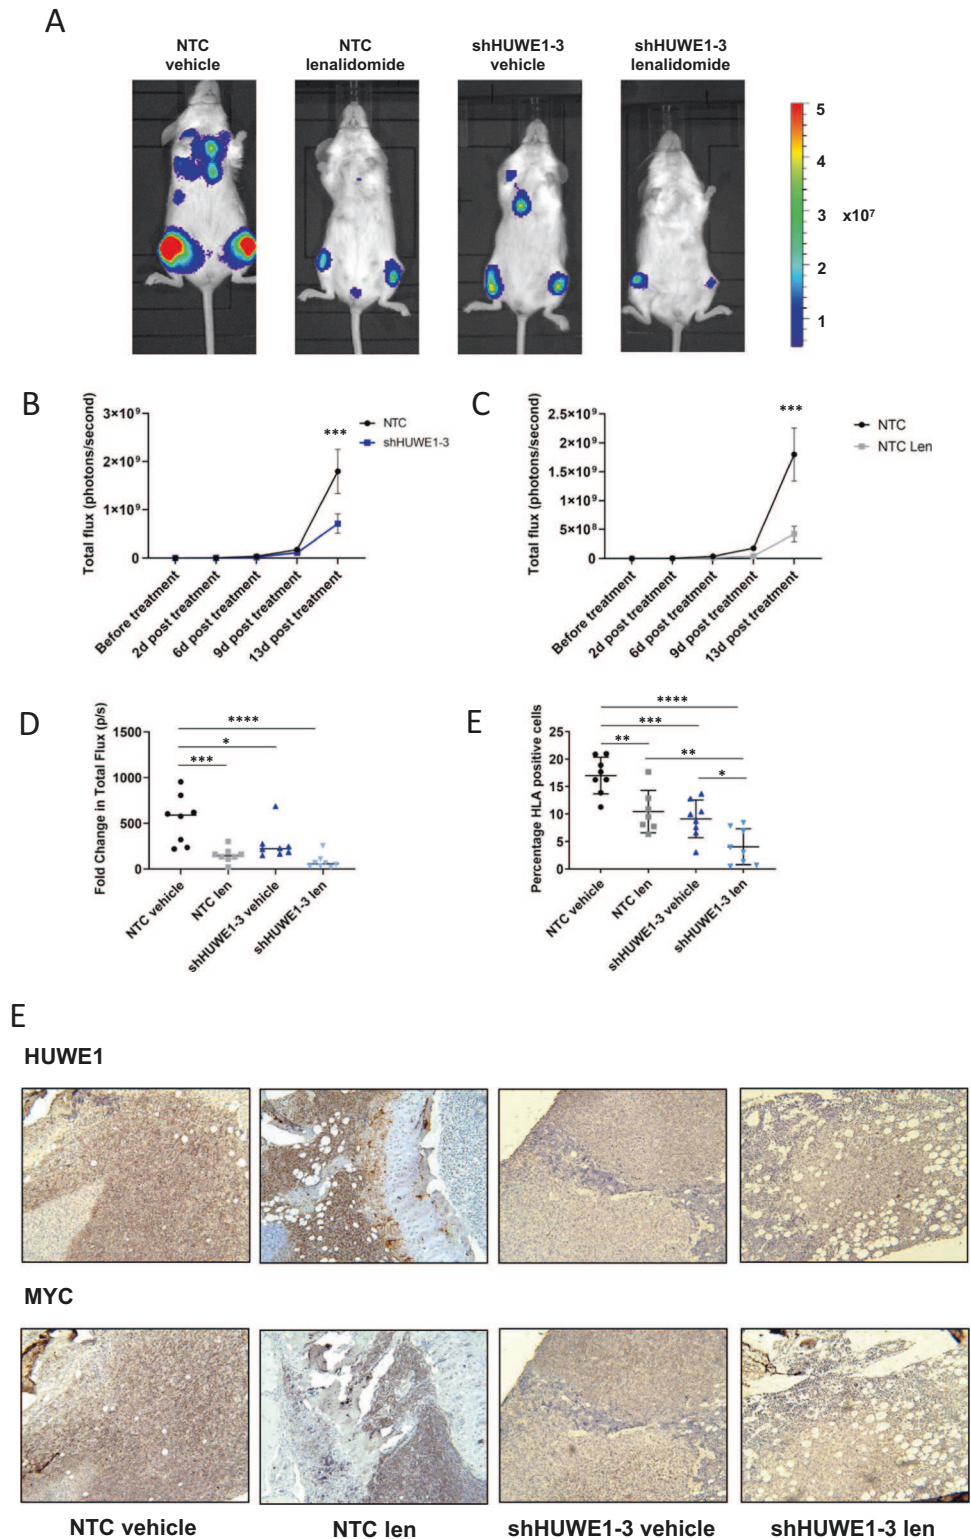 A
NTC
vehicle
NTC
lenalidomide
shHUWE1-3
vehicle
shHUWE1-3
lenalidomide
5
4
3
2
1
x10⁷
B
Total flux (photons/second)
3×10⁹
2×10⁹
1×10⁹
0
***
NTC
shHUWE1-3
Before treatment
2d post treatment
6d post treatment
9d post treatment
13d post treatment
C
Total flux (photons/second)
2.5×10⁹
2×10⁹
1.5×10⁹
1×10⁹
5×10⁸
0
***
NTC
NTC Len
Before treatment
2d post treatment
6d post treatment
9d post treatment
13d post treatment
D
Fold Change in Total Flux (p/s)
1500
1000
500
0
****
*
***
NTC vehicle
NTC len
shHUWE1-3 vehicle
shHUWE1-3 len
E
Percentage HLA positive cells
25
20
15
10
5
0
****
***
**
**
*
NTC vehicle
NTC len
shHUWE1-3 vehicle
shHUWE1-3 len
E
HUWE1
MYC
NTC vehicle
NTC len
shHUWE1-3 vehicle
shHUWE1-3 len